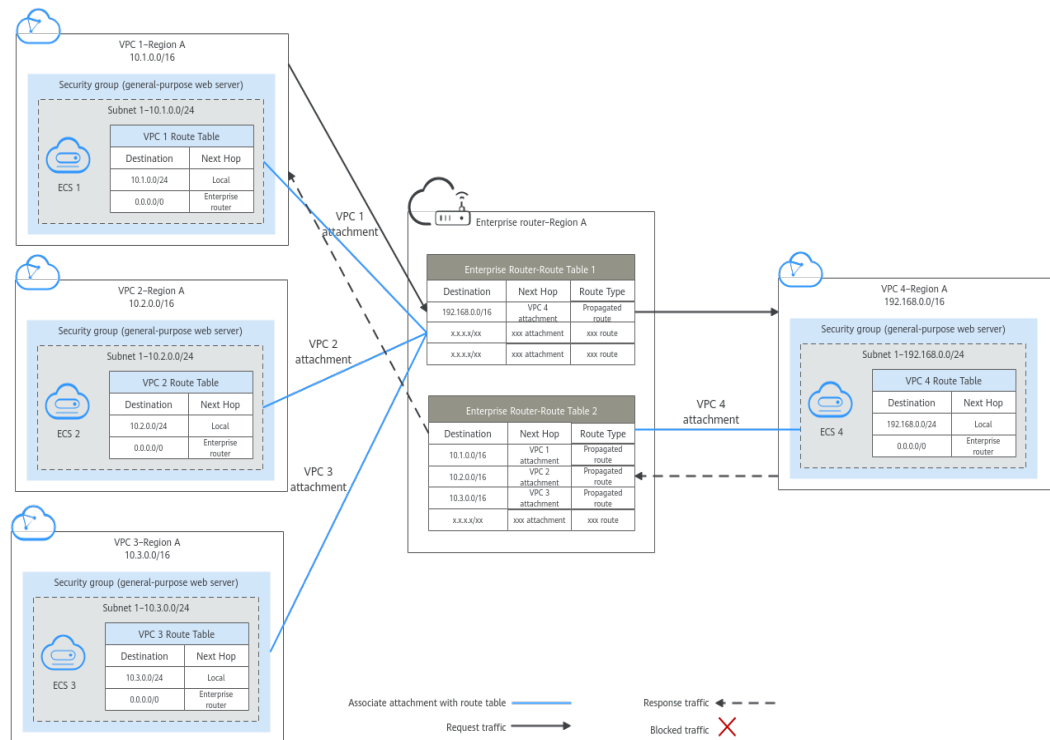 VPC 1–Region A
10.1.0.0/16
Security group (general-purpose web server)
Subnet 1–10.1.0.0/24
VPC 1 Route Table
Destination
Next Hop
10.1.0.0/24
Local
0.0.0.0/0
Enterprise
router
ECS 1
VPC 2–Region A
10.2.0.0/16
Security group (general-purpose web server)
Subnet 1–10.2.0.0/24
VPC 2 Route Table
Destination
Next Hop
10.2.0.0/24
Local
0.0.0.0/0
Enterprise
router
ECS 2
VPC 3–Region A
10.3.0.0/16
Security group (general-purpose web server)
Subnet 1–10.3.0.0/24
VPC 3 Route Table
Destination
Next Hop
10.3.0.0/24
Local
0.0.0.0/0
Enterprise
router
ECS 3
VPC 1
attachment
VPC 2
attachment
VPC 3
attachment
Enterprise router–Region A
Enterprise Router-Route Table 1
Destination
Next Hop
Route Type
192.168.0.0/16
VPC 4
attachment
Propagated
route
x.x.x.x/xx
xxx attachment
xxx route
x.x.x.x/xx
xxx attachment
xxx route
Enterprise Router-Route Table 2
Destination
Next Hop
Route Type
10.1.0.0/16
VPC 1
attachment
Propagated
route
10.2.0.0/16
VPC 2
attachment
Propagated
route
10.3.0.0/16
VPC 3
attachment
Propagated
route
x.x.x.x/xx
xxx attachment
xxx route
VPC 4
attachment
VPC 4–Region A
192.168.0.0/16
Security group (general-purpose web server)
Subnet 1–192.168.0.0/24
VPC 4 Route Table
Destination
Next Hop
192.168.0.0/24
Local
0.0.0.0/0
Enterprise
router
ECS 4
Associate attachment with route table
Response traffic
Request traffic
Blocked traffic